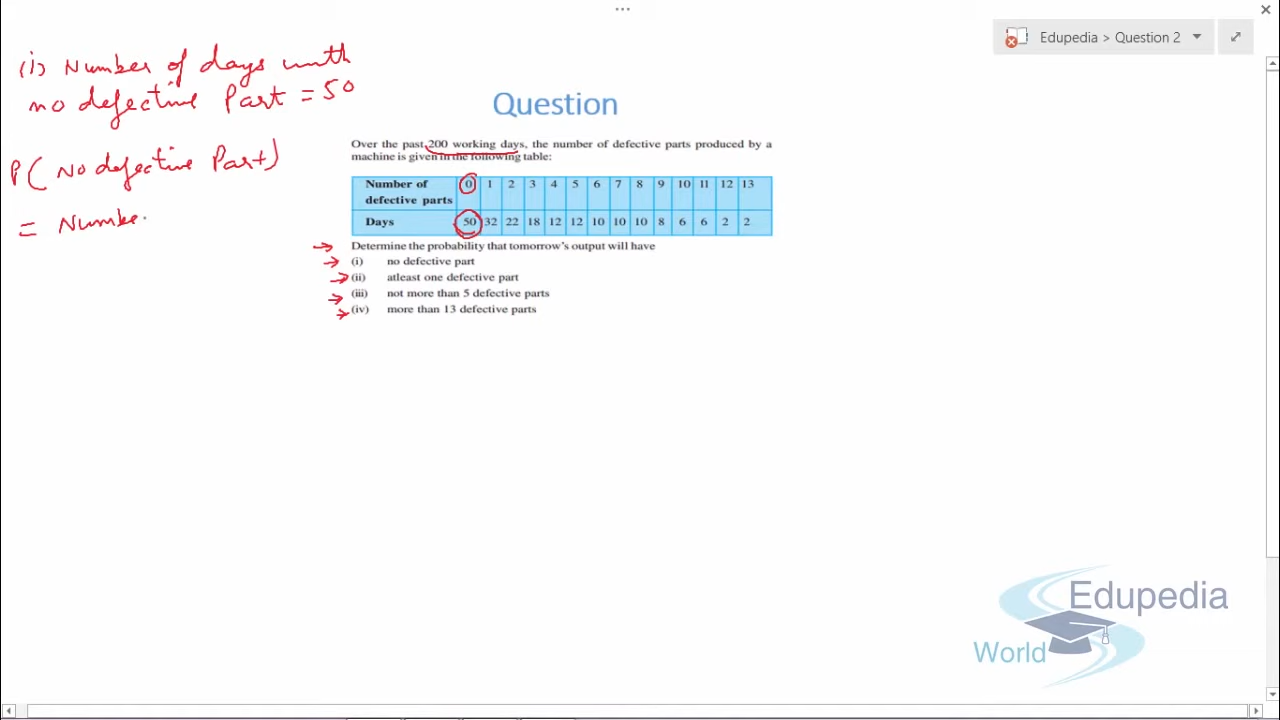 ...
Edupedia > Question 2
(i) Number of days with
no defective Part = 50
P( No defective Part)
= Numbe
Question
Over the past 200 working days, the number of defective parts produced by a
machine is given in the following table:
Number of defective parts 0 1 2 3 4 5 6 7 8 9 10 11 12 13
Days 50 32 22 18 12 12 10 10 10 8 6 6 2 2
Determine the probability that tomorrow's output will have
(i) no defective part
(ii) atleast one defective part
(iii) not more than 5 defective parts
(iv) more than 13 defective parts
Edupedia
World